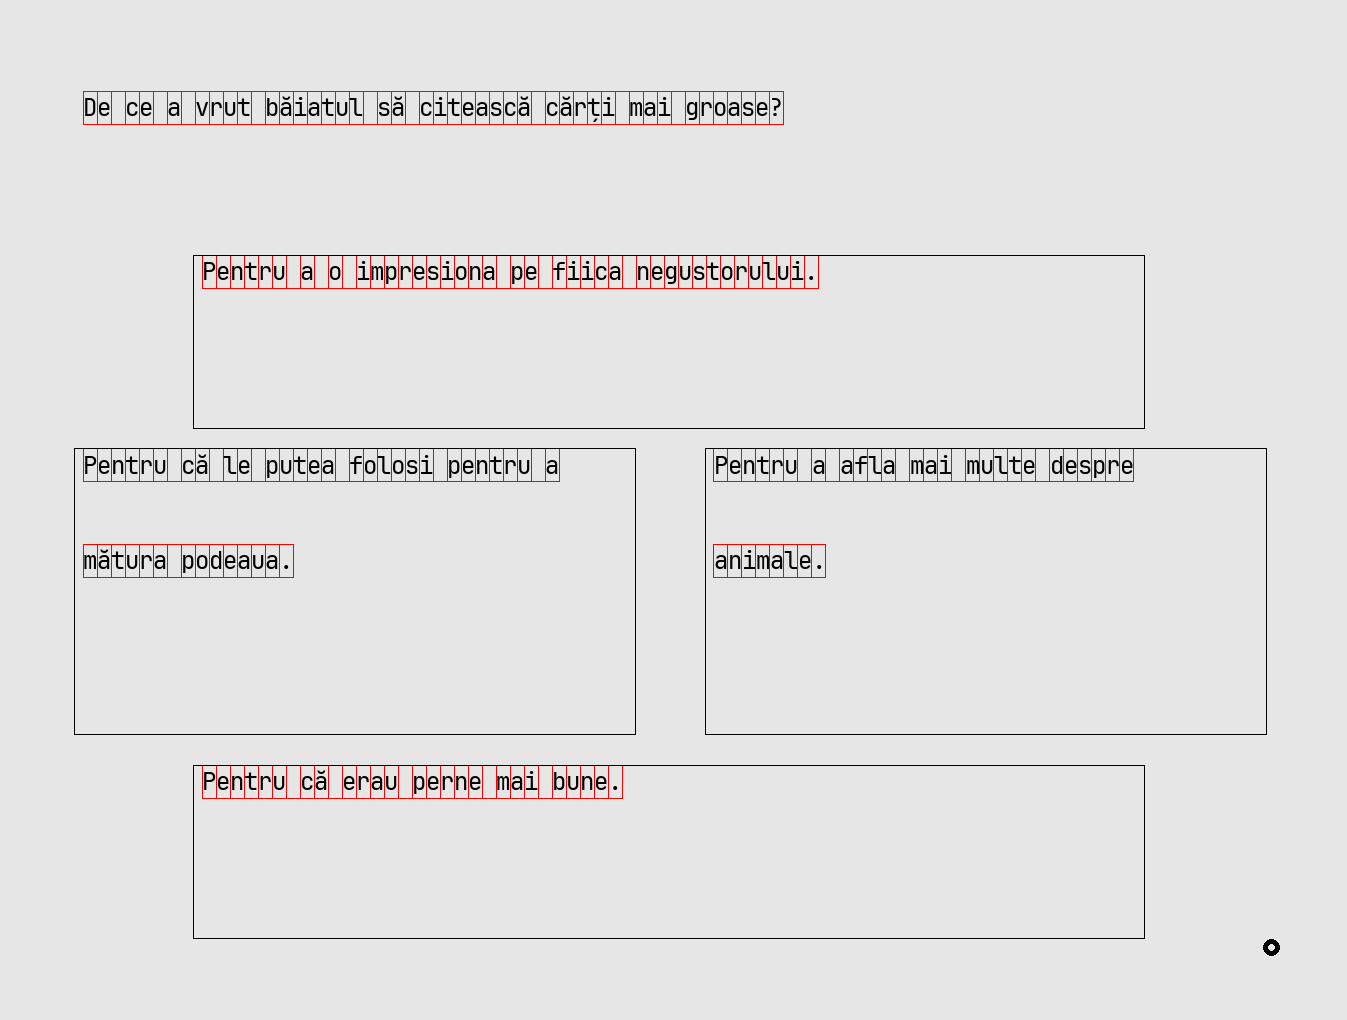 De ce a vrut băiatul să citească cărți mai groase?
Pentru a o impresiona pe fiica negustorului.
Pentru că le putea folosi pentru a
mătura podeaua.
Pentru a afla mai multe despre
animale.
Pentru că erau perne mai bune.